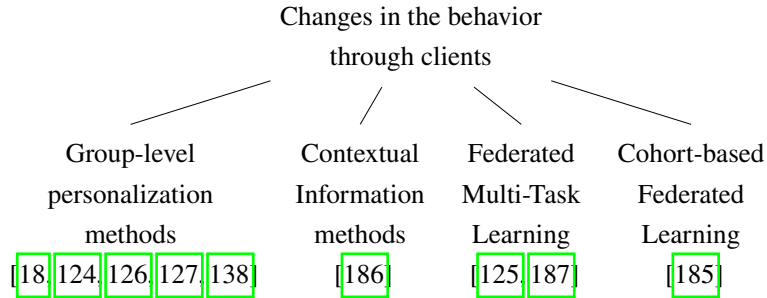 Changes in the behavior
through clients
Group-level
personalization
methods
[18, 124, 126, 127, 138]
Contextual
Information
methods
[186]
Federated
Multi-Task
Learning
[125, 187]
Cohort-based
Federated
Learning
[185]